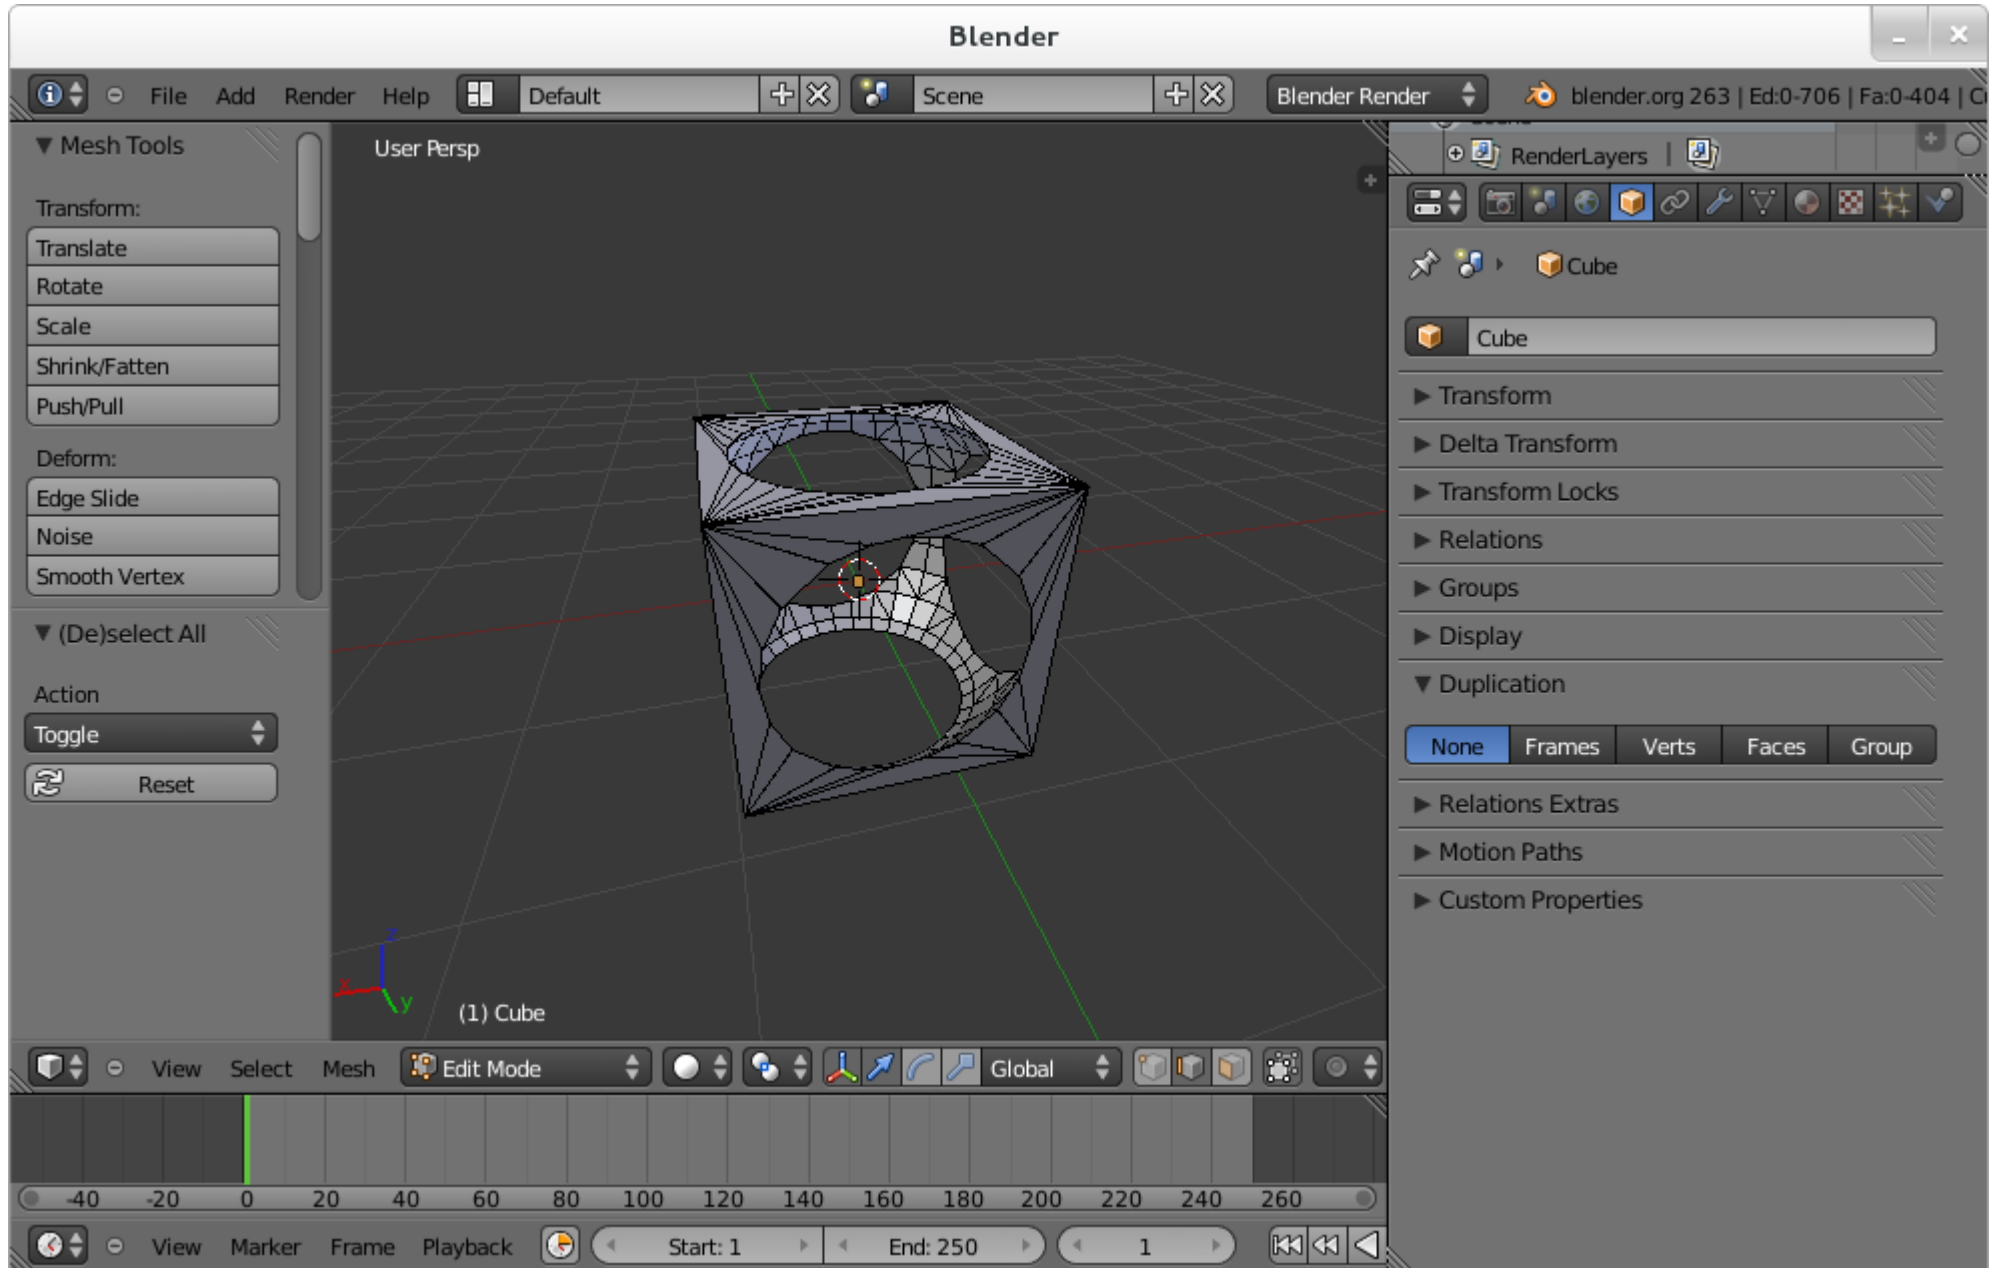 Blender
File Add Render Help Default Scene Blender Render blender.org 263 | Ed:0-706 | Fa:0-404 |
Mesh Tools
User Persp
RenderLayers |
Transform:
Translate
Rotate
Scale
Shrink/Fatten
Push/Pull
Deform:
Edge Slide
Noise
Smooth Vertex
(De)select All
Action
Toggle
Reset
z
x
y
(1) Cube
View Select Mesh Edit Mode Global
-40 -20 0 20 40 60 80 100 120 140 160 180 200 220 240 260
View Marker Frame Playback Start: 1 End: 250 1
Cube
Cube
Transform
Delta Transform
Transform Locks
Relations
Groups
Display
Duplication
None Frames Verts Faces Group
Relations Extras
Motion Paths
Custom Properties